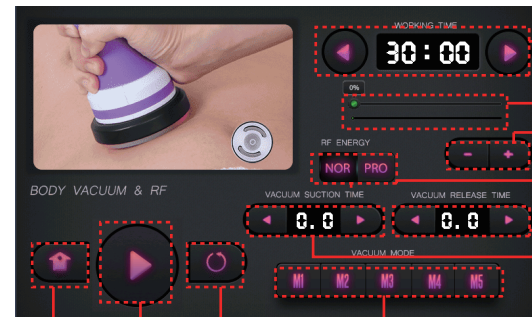 WORKING TIME
30:00
0%
RF ENERGY
- +
NOR PRO
BODY VACUUM & RF
VACUUM SUCTION TIME
0.0
VACUUM RELEASE TIME
0.0
VACUUM MODE
M1 M2 M3 M4 M5